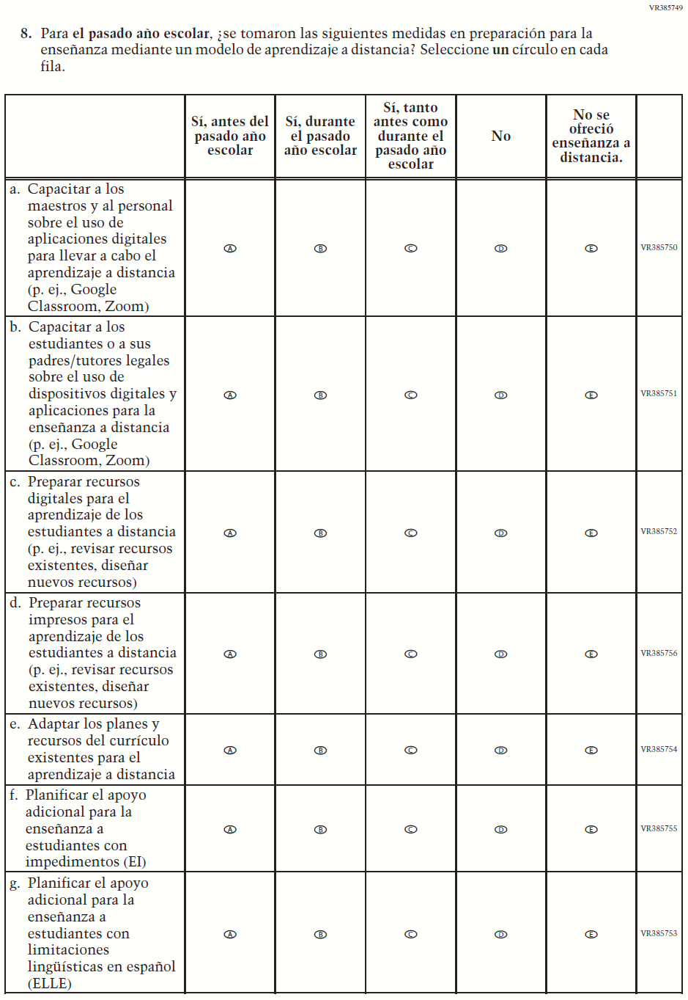 VR385749
8. Para el pasado año escolar, ¿se tomaron las siguientes medidas en preparación para la
enseñanza mediante un modelo de aprendizaje a distancia? Seleccione un círculo en cada
fila.
Sí, antes del
pasado año
escolar
Sí, durante
el pasado
año escolar
Sí, tanto
antes como
durante el
pasado año
escolar
No
No se
ofreció
enseñanza a
distancia.
a. Capacitar a los
maestros y al personal
sobre el uso de
aplicaciones digitales
para llevar a cabo el
aprendizaje a distancia
(p. ej., Google
Classroom, Zoom)
A B C D E VR385750
b. Capacitar a los
estudiantes o a sus
padres/tutores legales
sobre el uso de
dispositivos digitales y
aplicaciones para la
enseñanza a distancia
(p. ej., Google
Classroom, Zoom)
A B C D E VR385751
c. Preparar recursos
digitales para el
aprendizaje de los
estudiantes a distancia
(p. ej., revisar recursos
existentes, diseñar
nuevos recursos)
A B C D E VR385752
d. Preparar recursos
impresos para el
aprendizaje de los
estudiantes a distancia
(p. ej., revisar recursos
existentes, diseñar
nuevos recursos)
A B C D E VR385756
e. Adaptar los planes y
recursos del currículo
existentes para el
aprendizaje a distancia
A B C D E VR385754
f. Planificar el apoyo
adicional para la
enseñanza a
estudiantes con
impedimentos (EI)
A B C D E VR385755
g. Planificar el apoyo
adicional para la
enseñanza a
estudiantes con
limitaciones
lingüísticas en español
(ELLE)
A B C D E VR385753